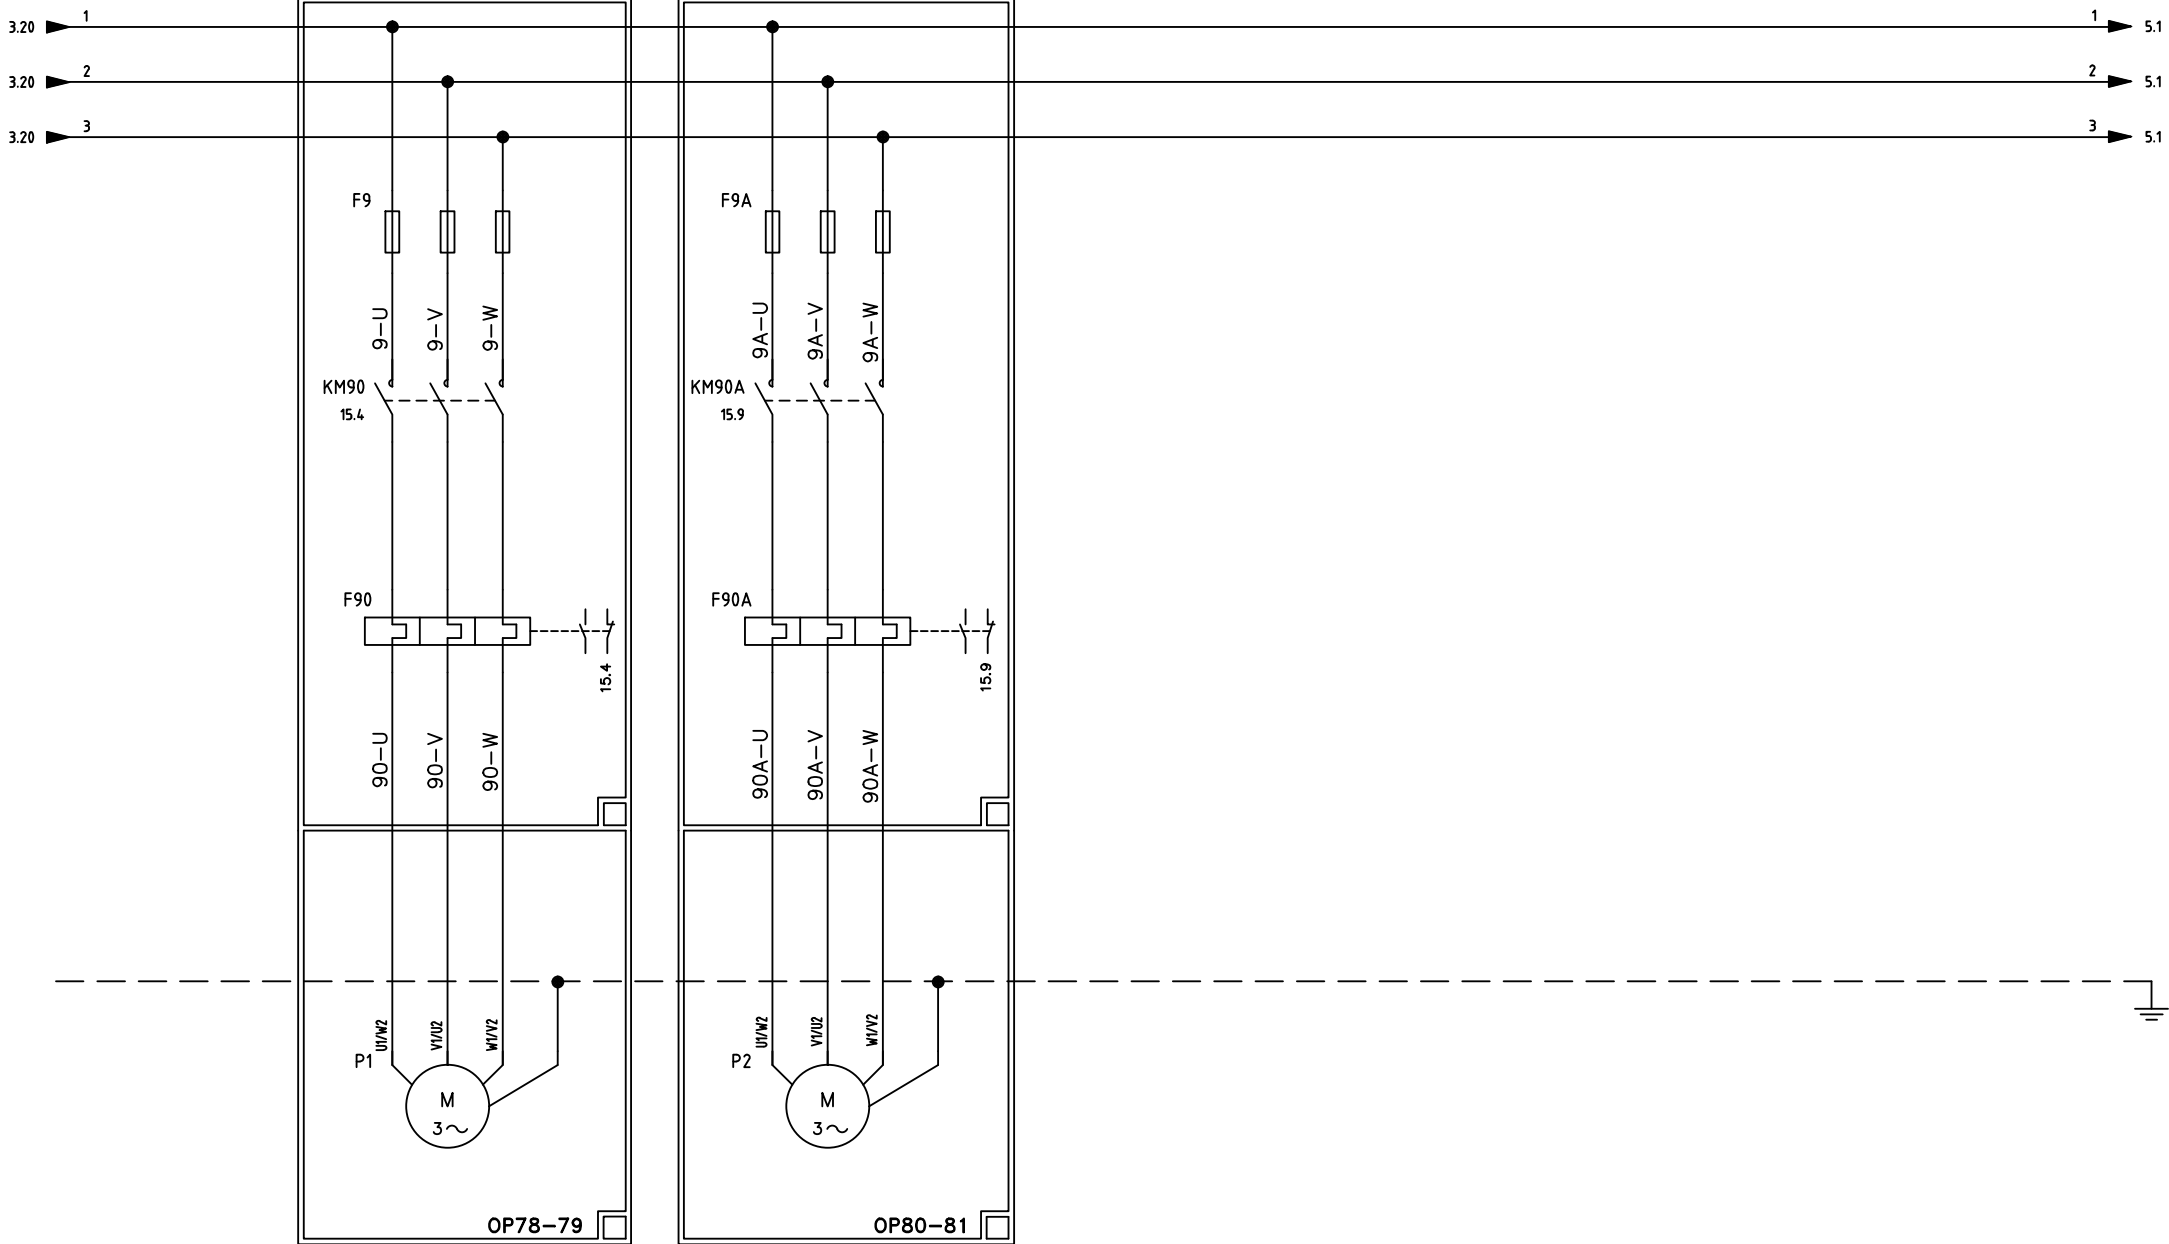 3.20 1 1 5.1
3.20 2 2 5.1
3.20 3 3 5.1
F9 F9A
9-U 9-V 9-W 9A-U 9A-V 9A-W
KM90 KM90A
15.4 15.9
F90 F90A
15.4 15.9
90-U 90-V 90-W 90A-U 90A-V 90A-W
U1/W2 V1/U2 W1/V2 U1/W2 V1/U2 W1/V2
P1 P2
M M
3~ 3~
OP78-79 OP80-81